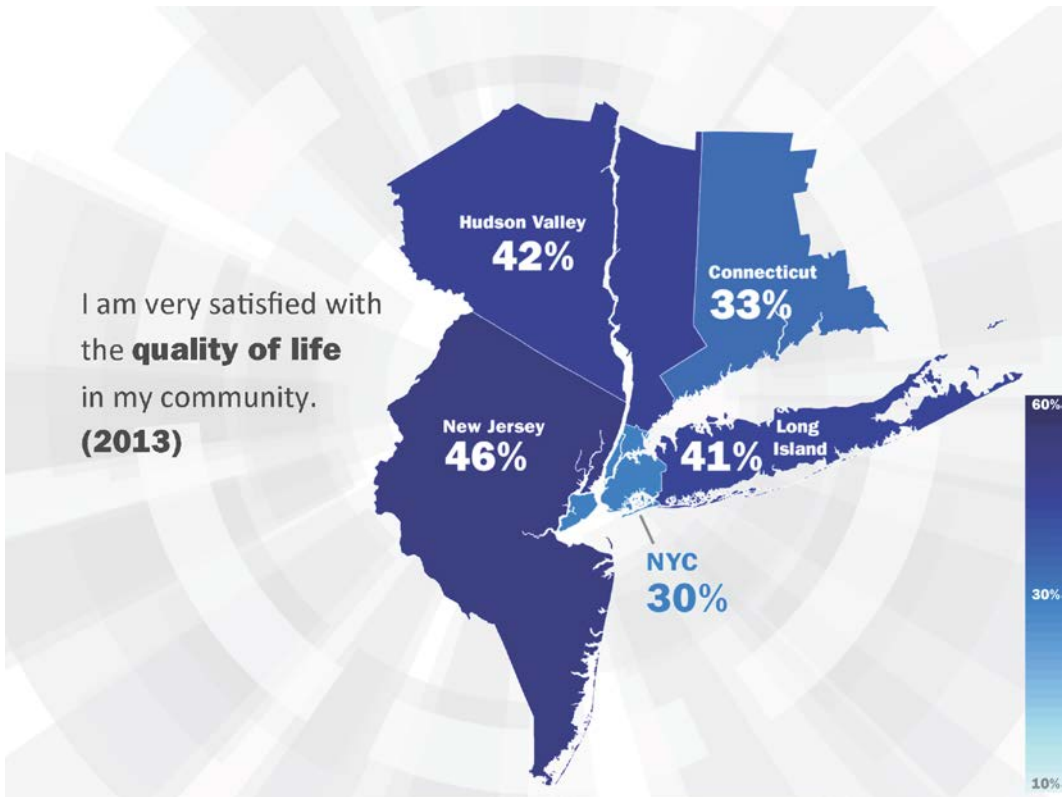 I am very satisfied with
the quality of life
in my community.
(2013)
Hudson Valley
42%
Connecticut
33%
New Jersey
46%
41%
Long
Island
NYC
30%
60%
30%
10%